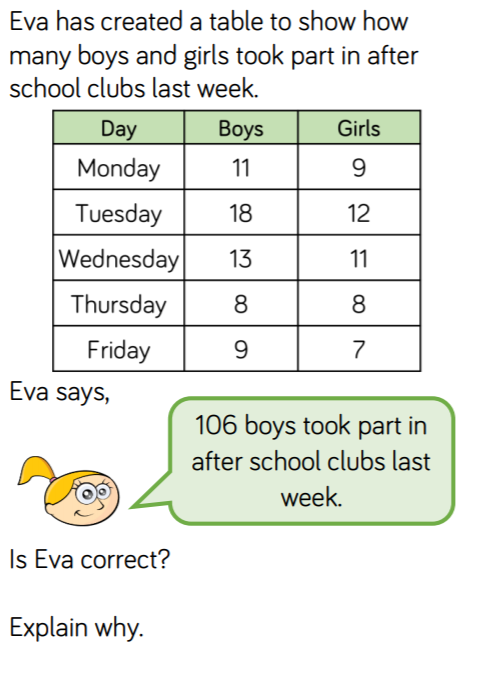 Eva has created a table to show how
many boys and girls took part in after
school clubs last week.
Day Boys Girls
Monday 11 9
Tuesday 18 12
Wednesday 13 11
Thursday 8 8
Friday 9 7
Eva says,
106 boys took part in
after school clubs last
week.
Is Eva correct?
Explain why.